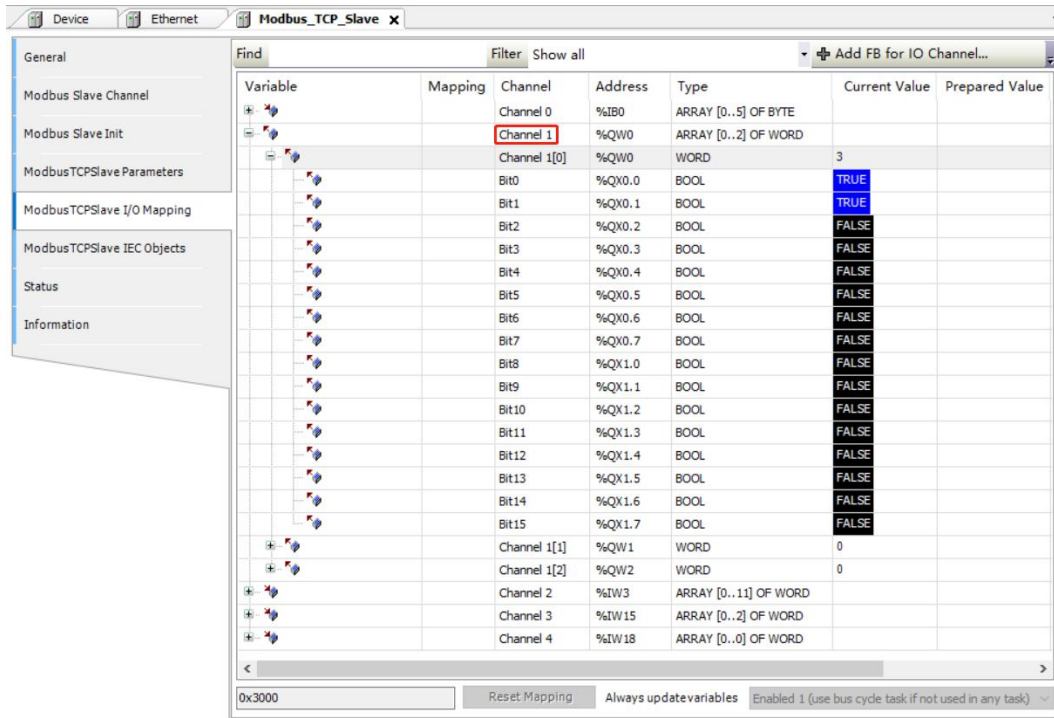 Device Ethernet Modbus_TCP_Slave x
General
Modbus Slave Channel
Modbus Slave Init
ModbusTCPSlave Parameters
ModbusTCPSlave I/O Mapping
ModbusTCPSlave IEC Objects
Status
Information
Find Filter Show all Add FB for IO Channel...
Variable Mapping Channel Address Type Current Value Prepared Value
Channel 0 %IB0 ARRAY [0..5] OF BYTE
Channel 1 %QW0 ARRAY [0..2] OF WORD
Channel 1[0] %QW0 WORD 3
Bit0 %QX0.0 BOOL TRUE
Bit1 %QX0.1 BOOL TRUE
Bit2 %QX0.2 BOOL FALSE
Bit3 %QX0.3 BOOL FALSE
Bit4 %QX0.4 BOOL FALSE
Bit5 %QX0.5 BOOL FALSE
Bit6 %QX0.6 BOOL FALSE
Bit7 %QX0.7 BOOL FALSE
Bit8 %QX1.0 BOOL FALSE
Bit9 %QX1.1 BOOL FALSE
Bit10 %QX1.2 BOOL FALSE
Bit11 %QX1.3 BOOL FALSE
Bit12 %QX1.4 BOOL FALSE
Bit13 %QX1.5 BOOL FALSE
Bit14 %QX1.6 BOOL FALSE
Bit15 %QX1.7 BOOL FALSE
Channel 1[1] %QW1 WORD 0
Channel 1[2] %QW2 WORD 0
Channel 2 %IW3 ARRAY [0..11] OF WORD
Channel 3 %IW15 ARRAY [0..2] OF WORD
Channel 4 %IW18 ARRAY [0..0] OF WORD
0x3000 Reset Mapping Always updatevariables Enabled 1 (use bus cycle task if not used in any task)